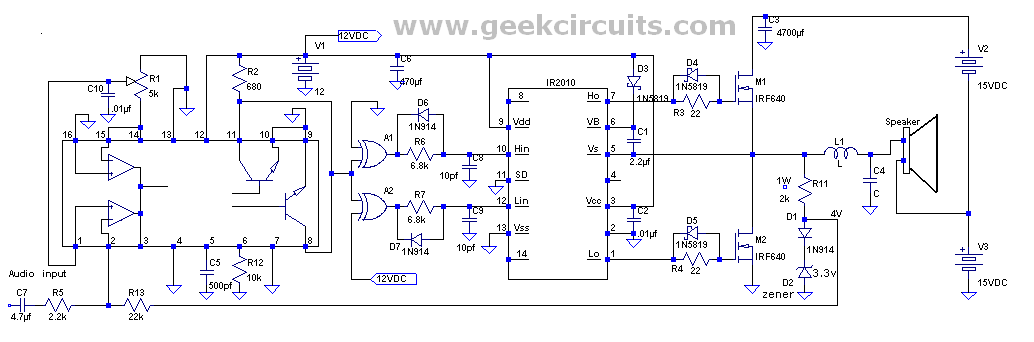 www.geekcircuits.com
12VDC
V1
12
C3
4700µf
V2
15VDC
R1
5k
C10
.01µf
R2
680
C6
470µf
IR2010
D3
1N5819
D4
1N5819
R3
22
M1
IRF640
16
15
14
13
12
11
10
9
D6
1N914
A1
R6
6.8k
C8
10pf
8
9
Vdd
10
Hin
11
SD
12
Lin
13
Vss
14
Ho
7
VB
6
Vs
5
4
Vcc
3
2
Lo
1
C1
2.2µf
C2
.01µf
A2
R7
6.8k
D7
1N914
C9
10pf
12VDC
L1
L
Speaker
C4
C
1W
R11
2k
D1
4V
1N914
3.3v
D2
zener
D5
1N5819
R4
22
M2
IRF640
V3
15VDC
1
2
3
4
5
6
7
8
C5
500pf
R12
10k
Audio input
C7
4.7µf
R5
2.2k
R13
22k